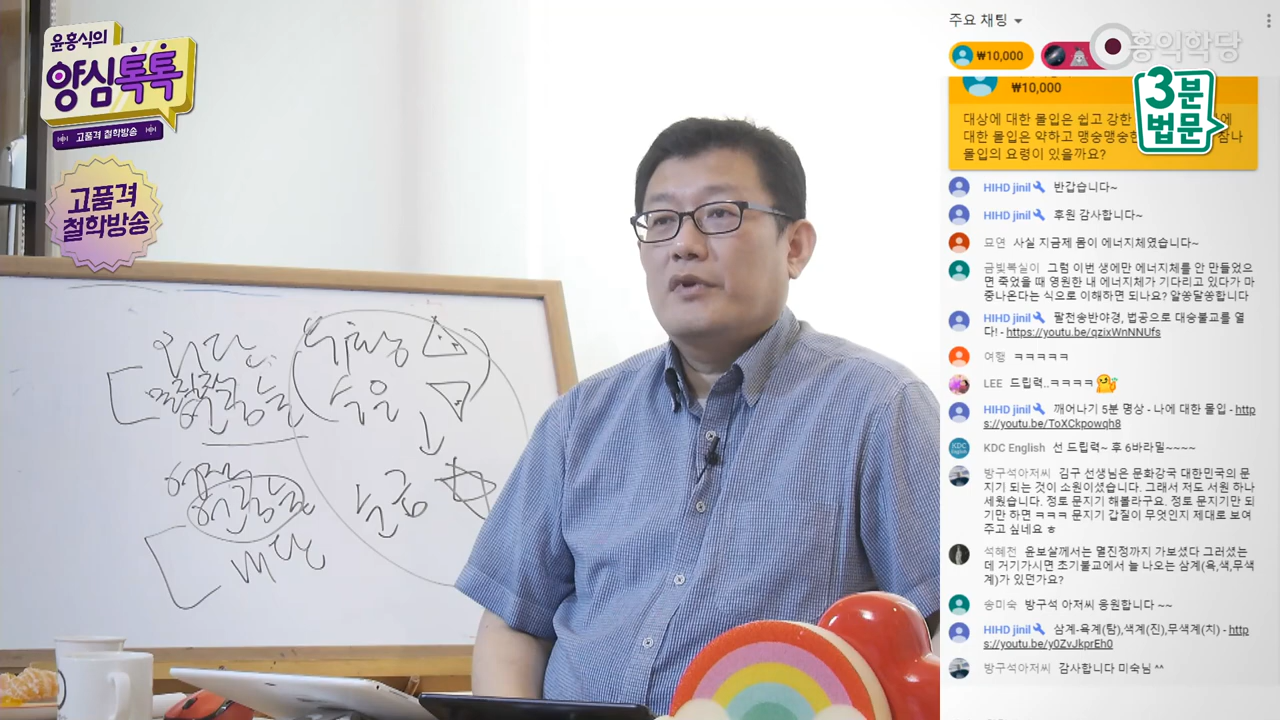 윤홍식의
양심톡톡
고품격 철학방송
고품격
철학방송
외단
수은
납
내단
주요 채팅
₩10,000
홍익학당
3분
법문
₩10,000
대상에 대한 몰입은 쉽고 강한
에
대한 몰입은 약하고 맹숭맹숭한
참나
몰입의 요령이 있을까요?
HIHD jinil 반갑습니다~
HIHD jinil 후원 감사합니다~
묘연 사실 지금제 몸이 에너지체였습니다~
금빛복실이 그럼 이번 생에만 에너지체를 안 만들었으
면 죽었을 때 영원한 내 에너지체가 기다리고 있다가 마
중나온다는 식으로 이해하면 되나요? 알쏭달쏭합니다
HIHD jinil 팔천송반야경, 법공으로 대승불교를 열
다! - https://youtu.be/qzixWnNNUfs
여행 ㅋㅋㅋㅋㅋ
LEE 드립력..ㅋㅋㅋㅋ
HIHD jinil 깨어나기 5분 명상 - 나에 대한 몰입 - http
s://youtu.be/ToXCkpowqh8
KDC English 선 드립력~ 후 6바라밀~~~~
방구석아저씨 김구 선생님은 문화강국 대한민국의 문
지기 되는 것이 소원이셨습니다. 그래서 저도 서원 하나
세웠습니다. 정토 문지기 해볼라구요. 정토 문지기만 되
기만 하면 ㅋㅋㅋ 문지기 갑질이 무엇인지 제대로 보여
주고 싶네요 ㅎ
석혜천 윤보살께서는 멸진정까지 가보셨다 그러셨는
데 거기가시면 초기불교에서 늘 나오는 삼계(욕,색,무색
계)가 있던가요?
송미숙 방구석 아저씨 응원합니다 ~~
HIHD jinil 삼계-욕계(탐),색계(진),무색계(치) - http
s://youtu.be/y0ZvJkprEh0
방구석아저씨 감사합니다 미숙님 ^^